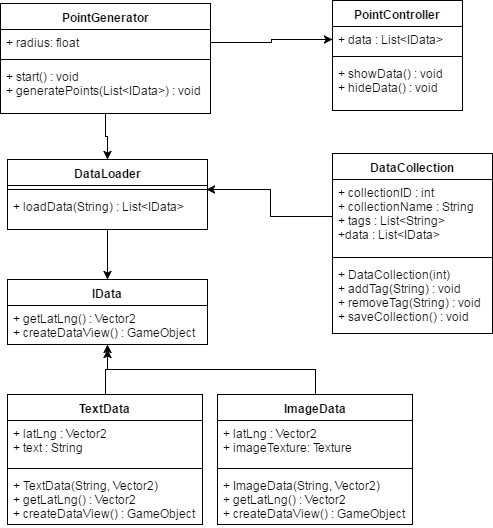 PointGenerator
+ radius: float
+ start() : void
+ generatePoints(List<IData>) : void
PointController
+ data : List<IData>
+ showData() : void
+ hideData() : void
DataLoader
+ loadData(String) : List<IData>
DataCollection
+ collectionID : int
+ collectionName : String
+ tags : List<String>
+data : List<IData>
+ DataCollection(int)
+ addTag(String) : void
+ removeTag(String) : void
+ saveCollection() : void
IData
+ getLatLng() : Vector2
+ createDataView() : GameObject
TextData
+ latLng : Vector2
+ text : String
+ TextData(String, Vector2)
+ getLatLng() : Vector2
+ createDataView() : GameObject
ImageData
+ latLng : Vector2
+ imageTexture: Texture
+ ImageData(String, Vector2)
+ getLatLng() : Vector2
+ createDataView() : GameObject